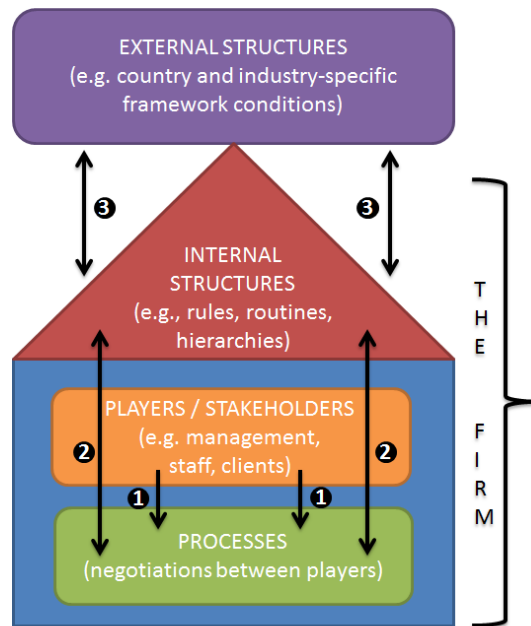 EXTERNAL STRUCTURES
(e.g. country and industry-specific
framework conditions)
3
3
INTERNAL
STRUCTURES
(e.g., rules, routines,
hierarchies)
THE FIRM
PLAYERS / STAKEHOLDERS
(e.g. management,
staff, clients)
2
2
1
1
PROCESSES
(negotiations between players)